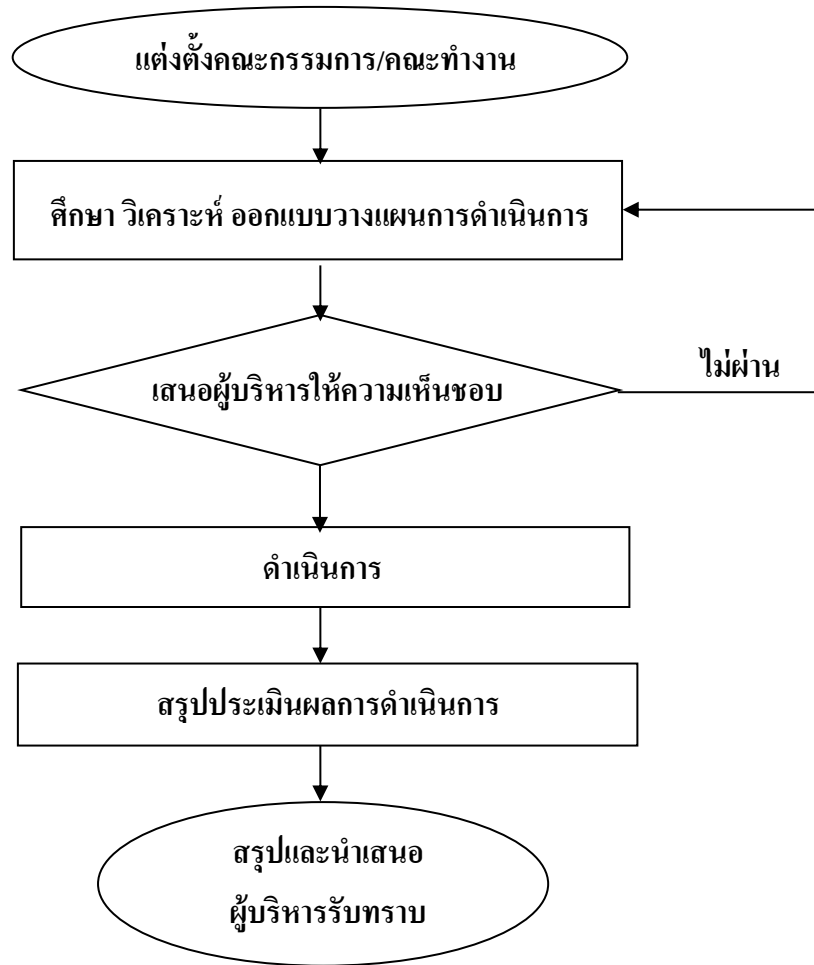 แต่งตั้งคณะกรรมการ/คณะทำงาน
ศึกษา วิเคราะห์ ออกแบบวางแผนการดำเนินการ
เสนอผู้บริหารให้ความเห็นชอบ
ไม่ผ่าน
ดำเนินการ
สรุปประเมินผลการดำเนินการ
สรุปและนำเสนอ
ผู้บริหารรับทราบ